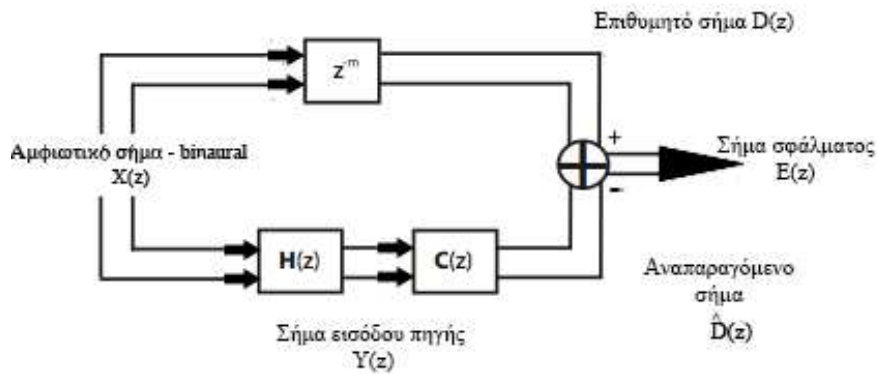 Επιθυμητό σήμα D(z)
z⁻ᵐ
Αμφιωτικό σήμα - binaural
X(z)
+
-
Σήμα σφάλματος
E(z)
H(z)
C(z)
Αναπαραγόμενο
σήμα
D̂(z)
Σήμα εισόδου πηγής
Y(z)